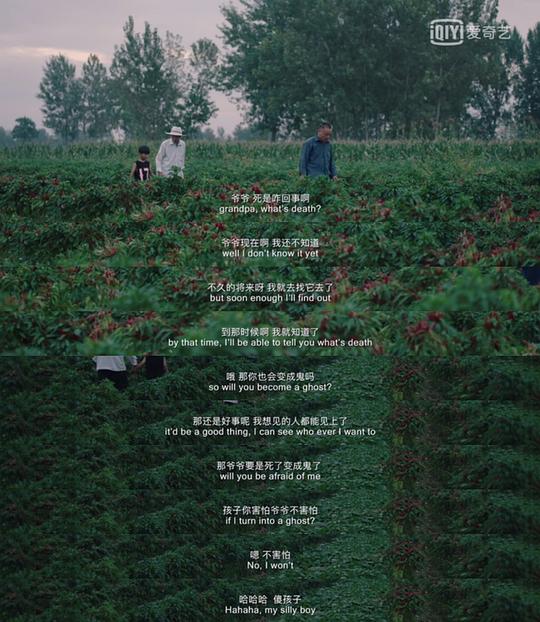 iQIYI 爱奇艺
爷爷 死是咋回事啊
grandpa, what's death?
爷爷现在啊 我还不知道
well I don't know it yet
不久的将来呀 我就去找它去了
but soon enough I'll find out
到那时候啊 我就知道了
by that time, I'll be able to tell you what's death
哦 那你也会变成鬼吗
so will you become a ghost?
那还是好事呢 我想见的人都能见上了
it'd be a good thing, I can see who ever I want to
那爷爷要是死了变成鬼了
will you be afraid of me
孩子你害怕爷爷不害怕
if I turn into a ghost?
嗯 不害怕
No, I won't
哈哈哈 傻孩子
Hahaha, my silly boy